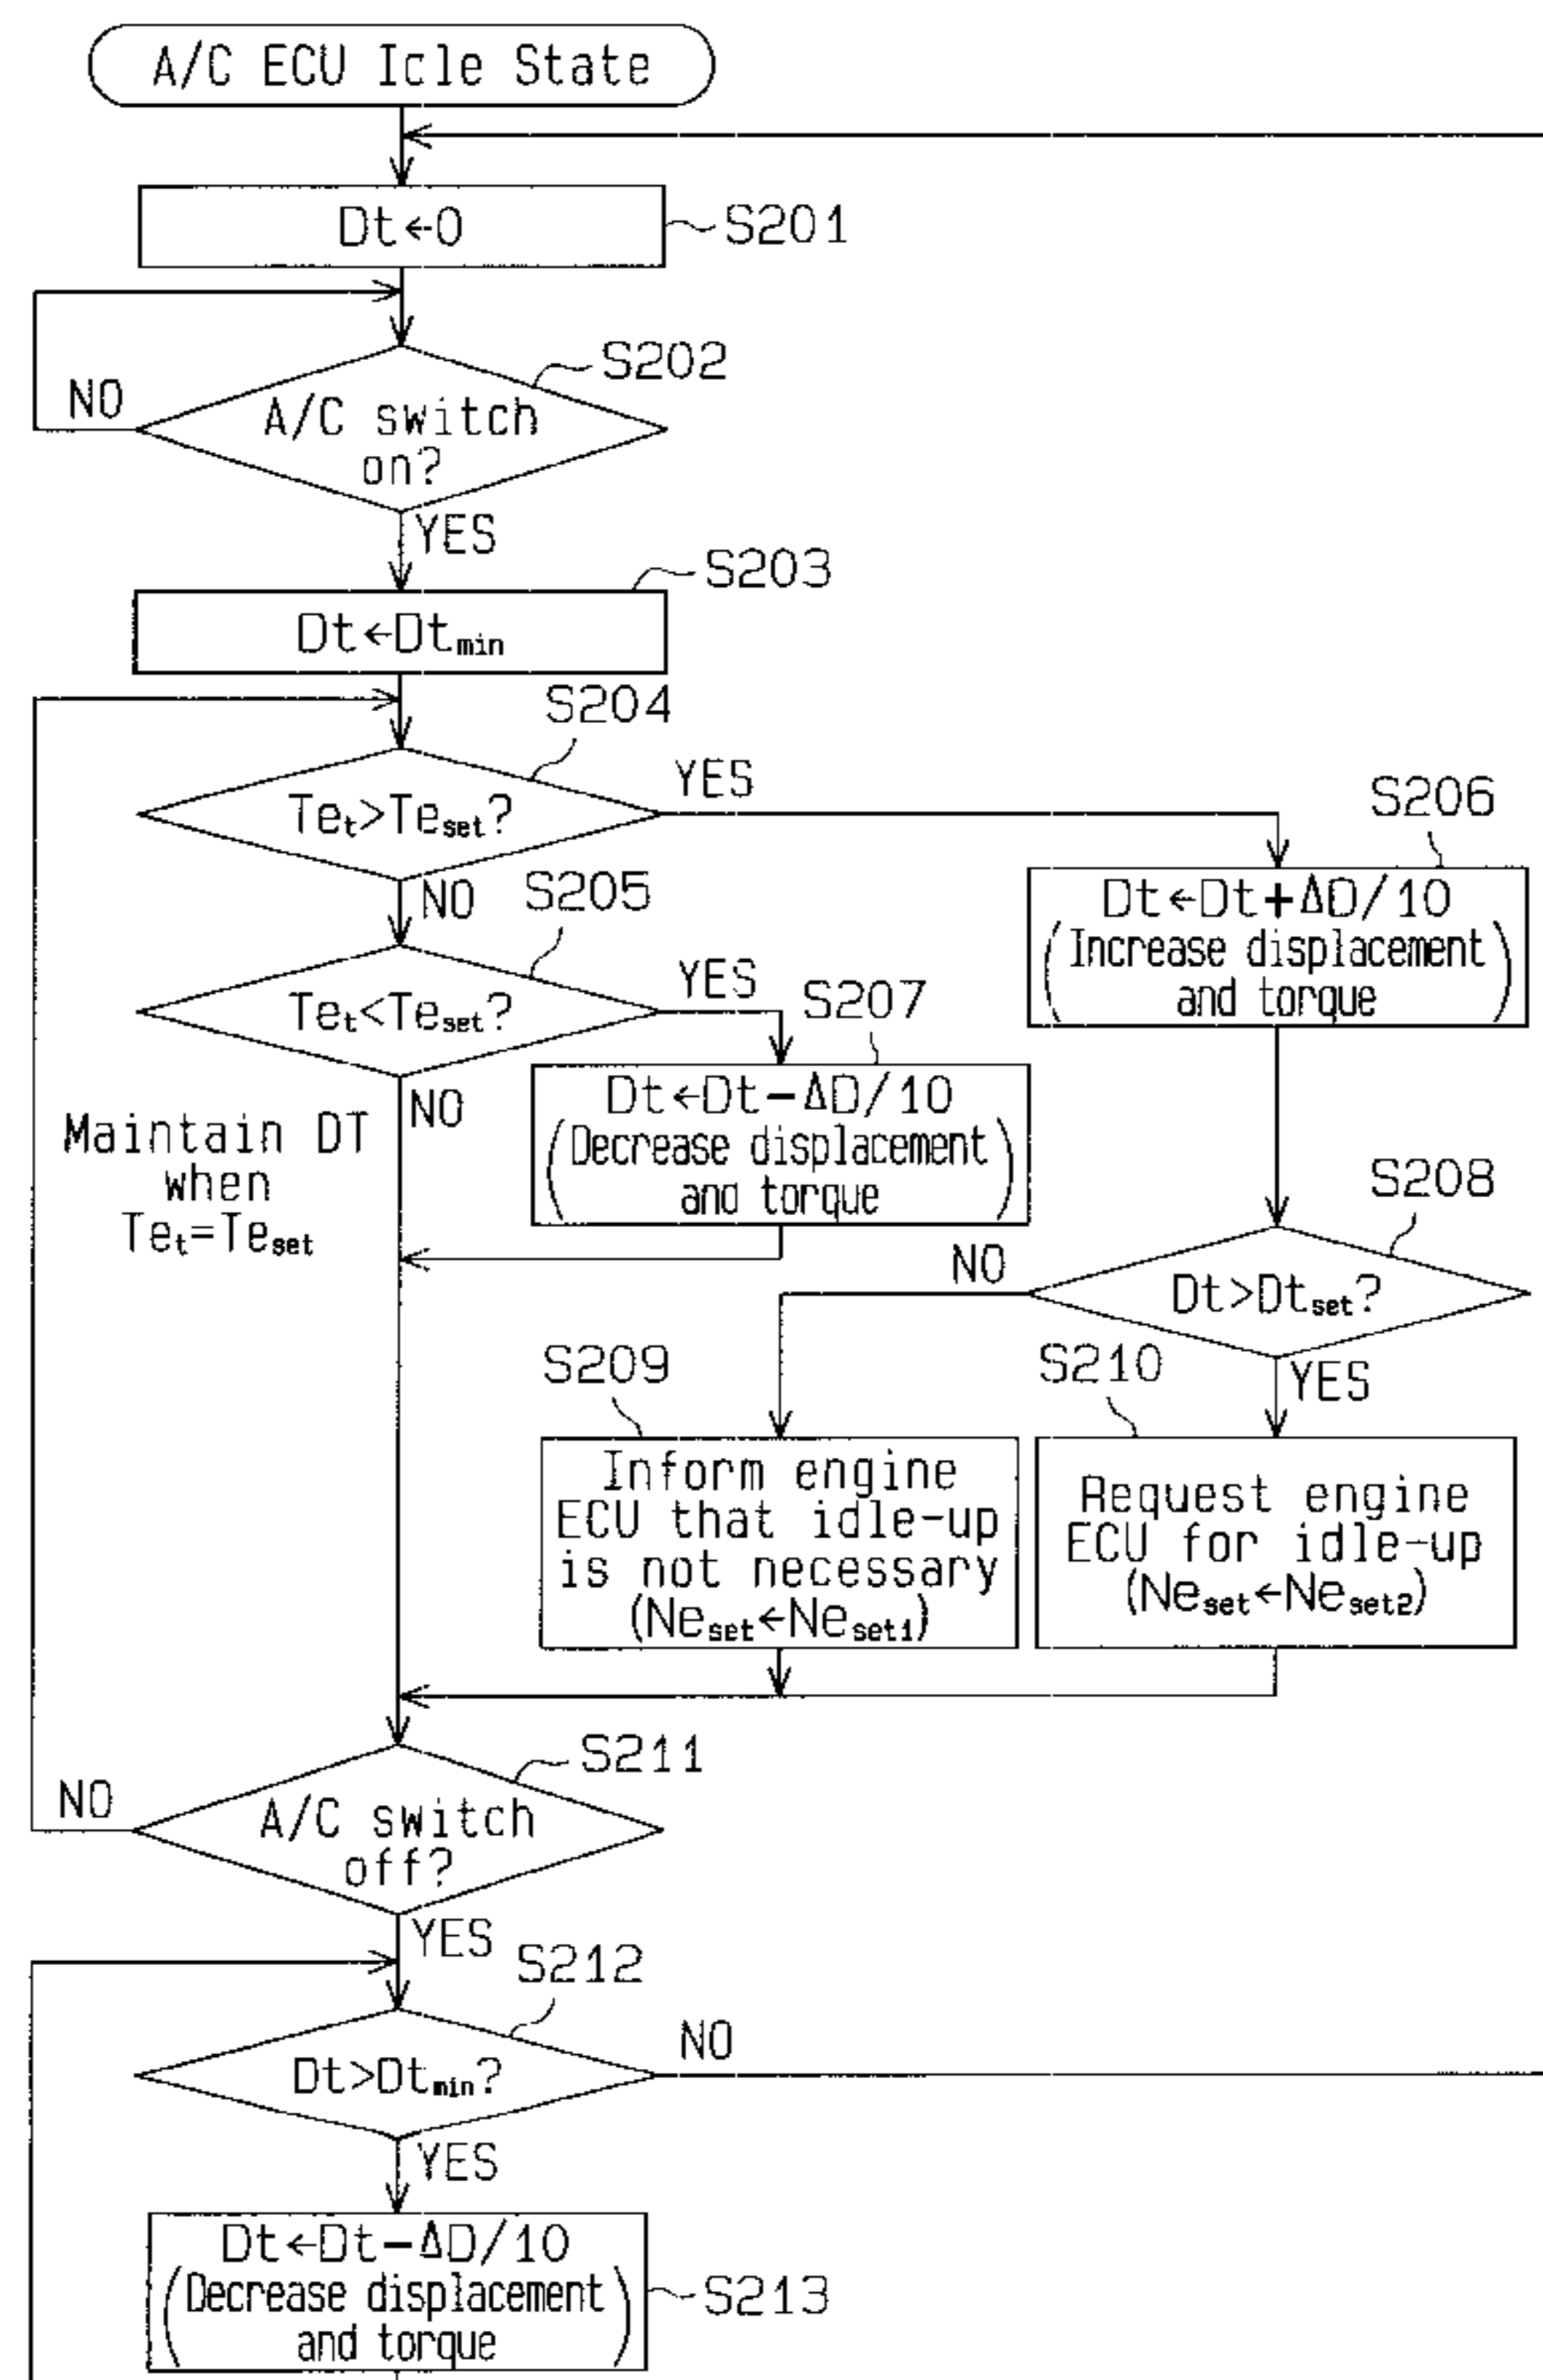 A/C ECU Icle State
Dt←0
S201
S202
NO
A/C switch
on?
YES
S203
Dt←Dtmin
S204
Tet>Teset?
YES
NO
S205
Tet<Teset?
YES
NO
S206
Dt←Dt+ΔD/10
(Increase displacement
and torque)
S207
Dt←Dt−ΔD/10
(Decrease displacement
and torque)
Maintain DT
when
Tet=Teset
S208
Dt>Dtset?
NO
YES
S209
Inform engine
ECU that idle-up
is not necessary
(Neset←Neset1)
S210
Request engine
ECU for idle-up
(Neset←Neset2)
S211
A/C switch
off?
NO
YES
S212
Dt>Dtmin?
NO
YES
Dt←Dt−ΔD/10
(Decrease displacement
and torque)
S213